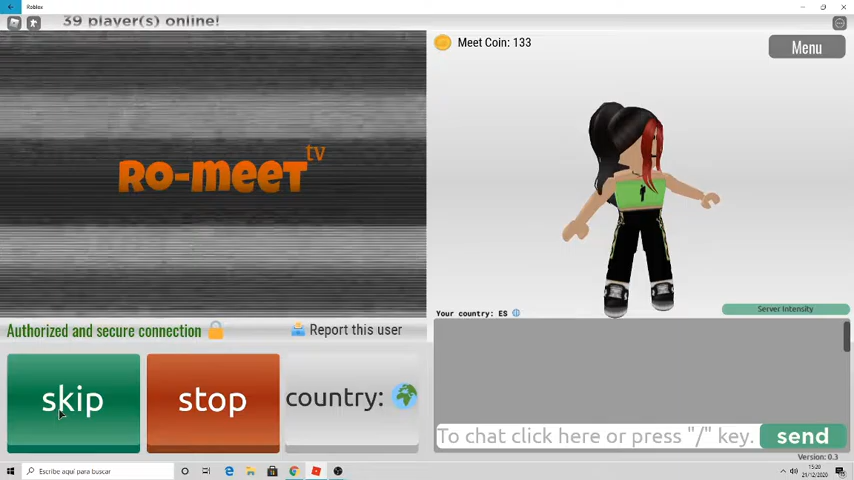 Roblox
39 player(s) online!
Meet Coin: 133
Menu
RO-MEET tv
Your country: ES
Server Intensity
Authorized and secure connection
Report this user
skip
stop
country:
To chat click here or press "/" key.
send
Version: 0.3
Escribe aquí para buscar
15:20
21/12/2020